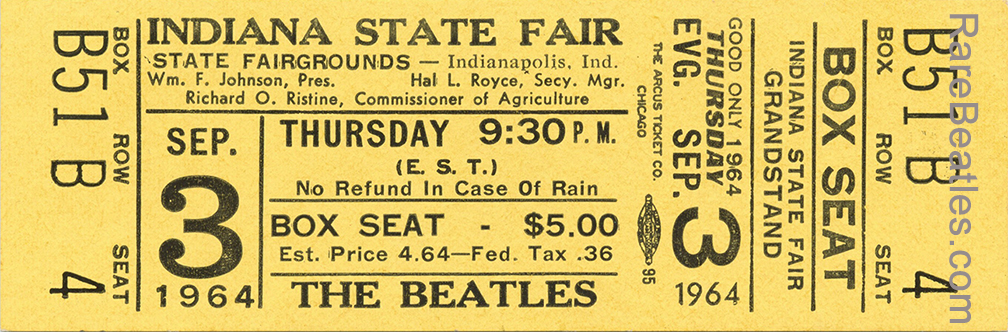 BOX ROW SEAT
B51 B 4
INDIANA STATE FAIR
STATE FAIRGROUNDS — Indianapolis, Ind.
Wm. F. Johnson, Pres. Hal L. Royce, Secy. Mgr.
Richard O. Ristine, Commissioner of Agriculture
SEP.
3
1964
THURSDAY 9:30 P.M.
(E.S.T.)
No Refund In Case Of Rain
BOX SEAT - $5.00
Est. Price 4.64—Fed. Tax .36
THE BEATLES
THE ARCUS TICKET CO.
CHICAGO
95
GOOD ONLY 1964
THURSDAY
EVG. SEP. 3
1964
INDIANA STATE FAIR
GRANDSTAND
BOX SEAT
BOX ROW SEAT
B51 B 4
RareBeatles.com